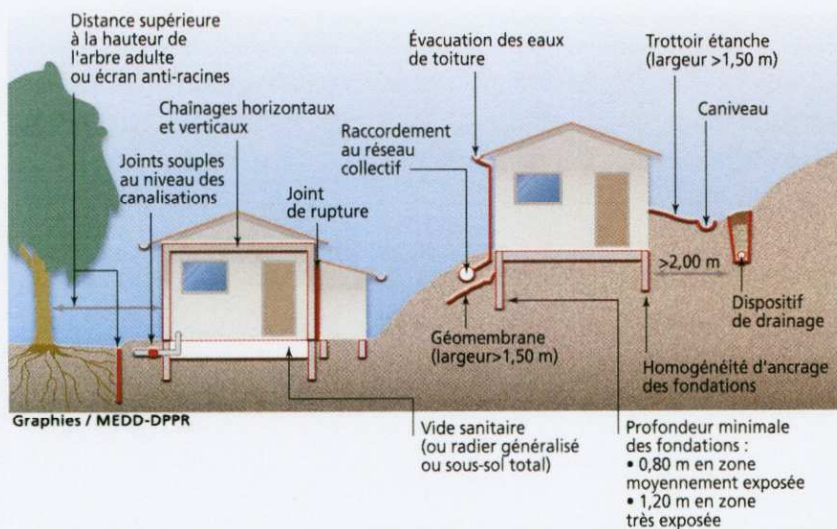 Distance supérieure
à la hauteur de
l'arbre adulte
ou écran anti-racines
Chaînages horizontaux
et verticaux
Joints souples
au niveau des
canalisations
Joint
de rupture
Évacuation des eaux
de toiture
Raccordement
au réseau
collectif
Trottoir étanche
(largeur >1,50 m)
Caniveau
>2,00 m
Dispositif
de drainage
Géomembrane
(largeur>1,50 m)
Homogénéité d'ancrage
des fondations
Graphies / MEDD-DPPR
Vide sanitaire
(ou radier généralisé
ou sous-sol total)
Profondeur minimale
des fondations :
• 0,80 m en zone
moyennement exposée
• 1,20 m en zone
très exposée